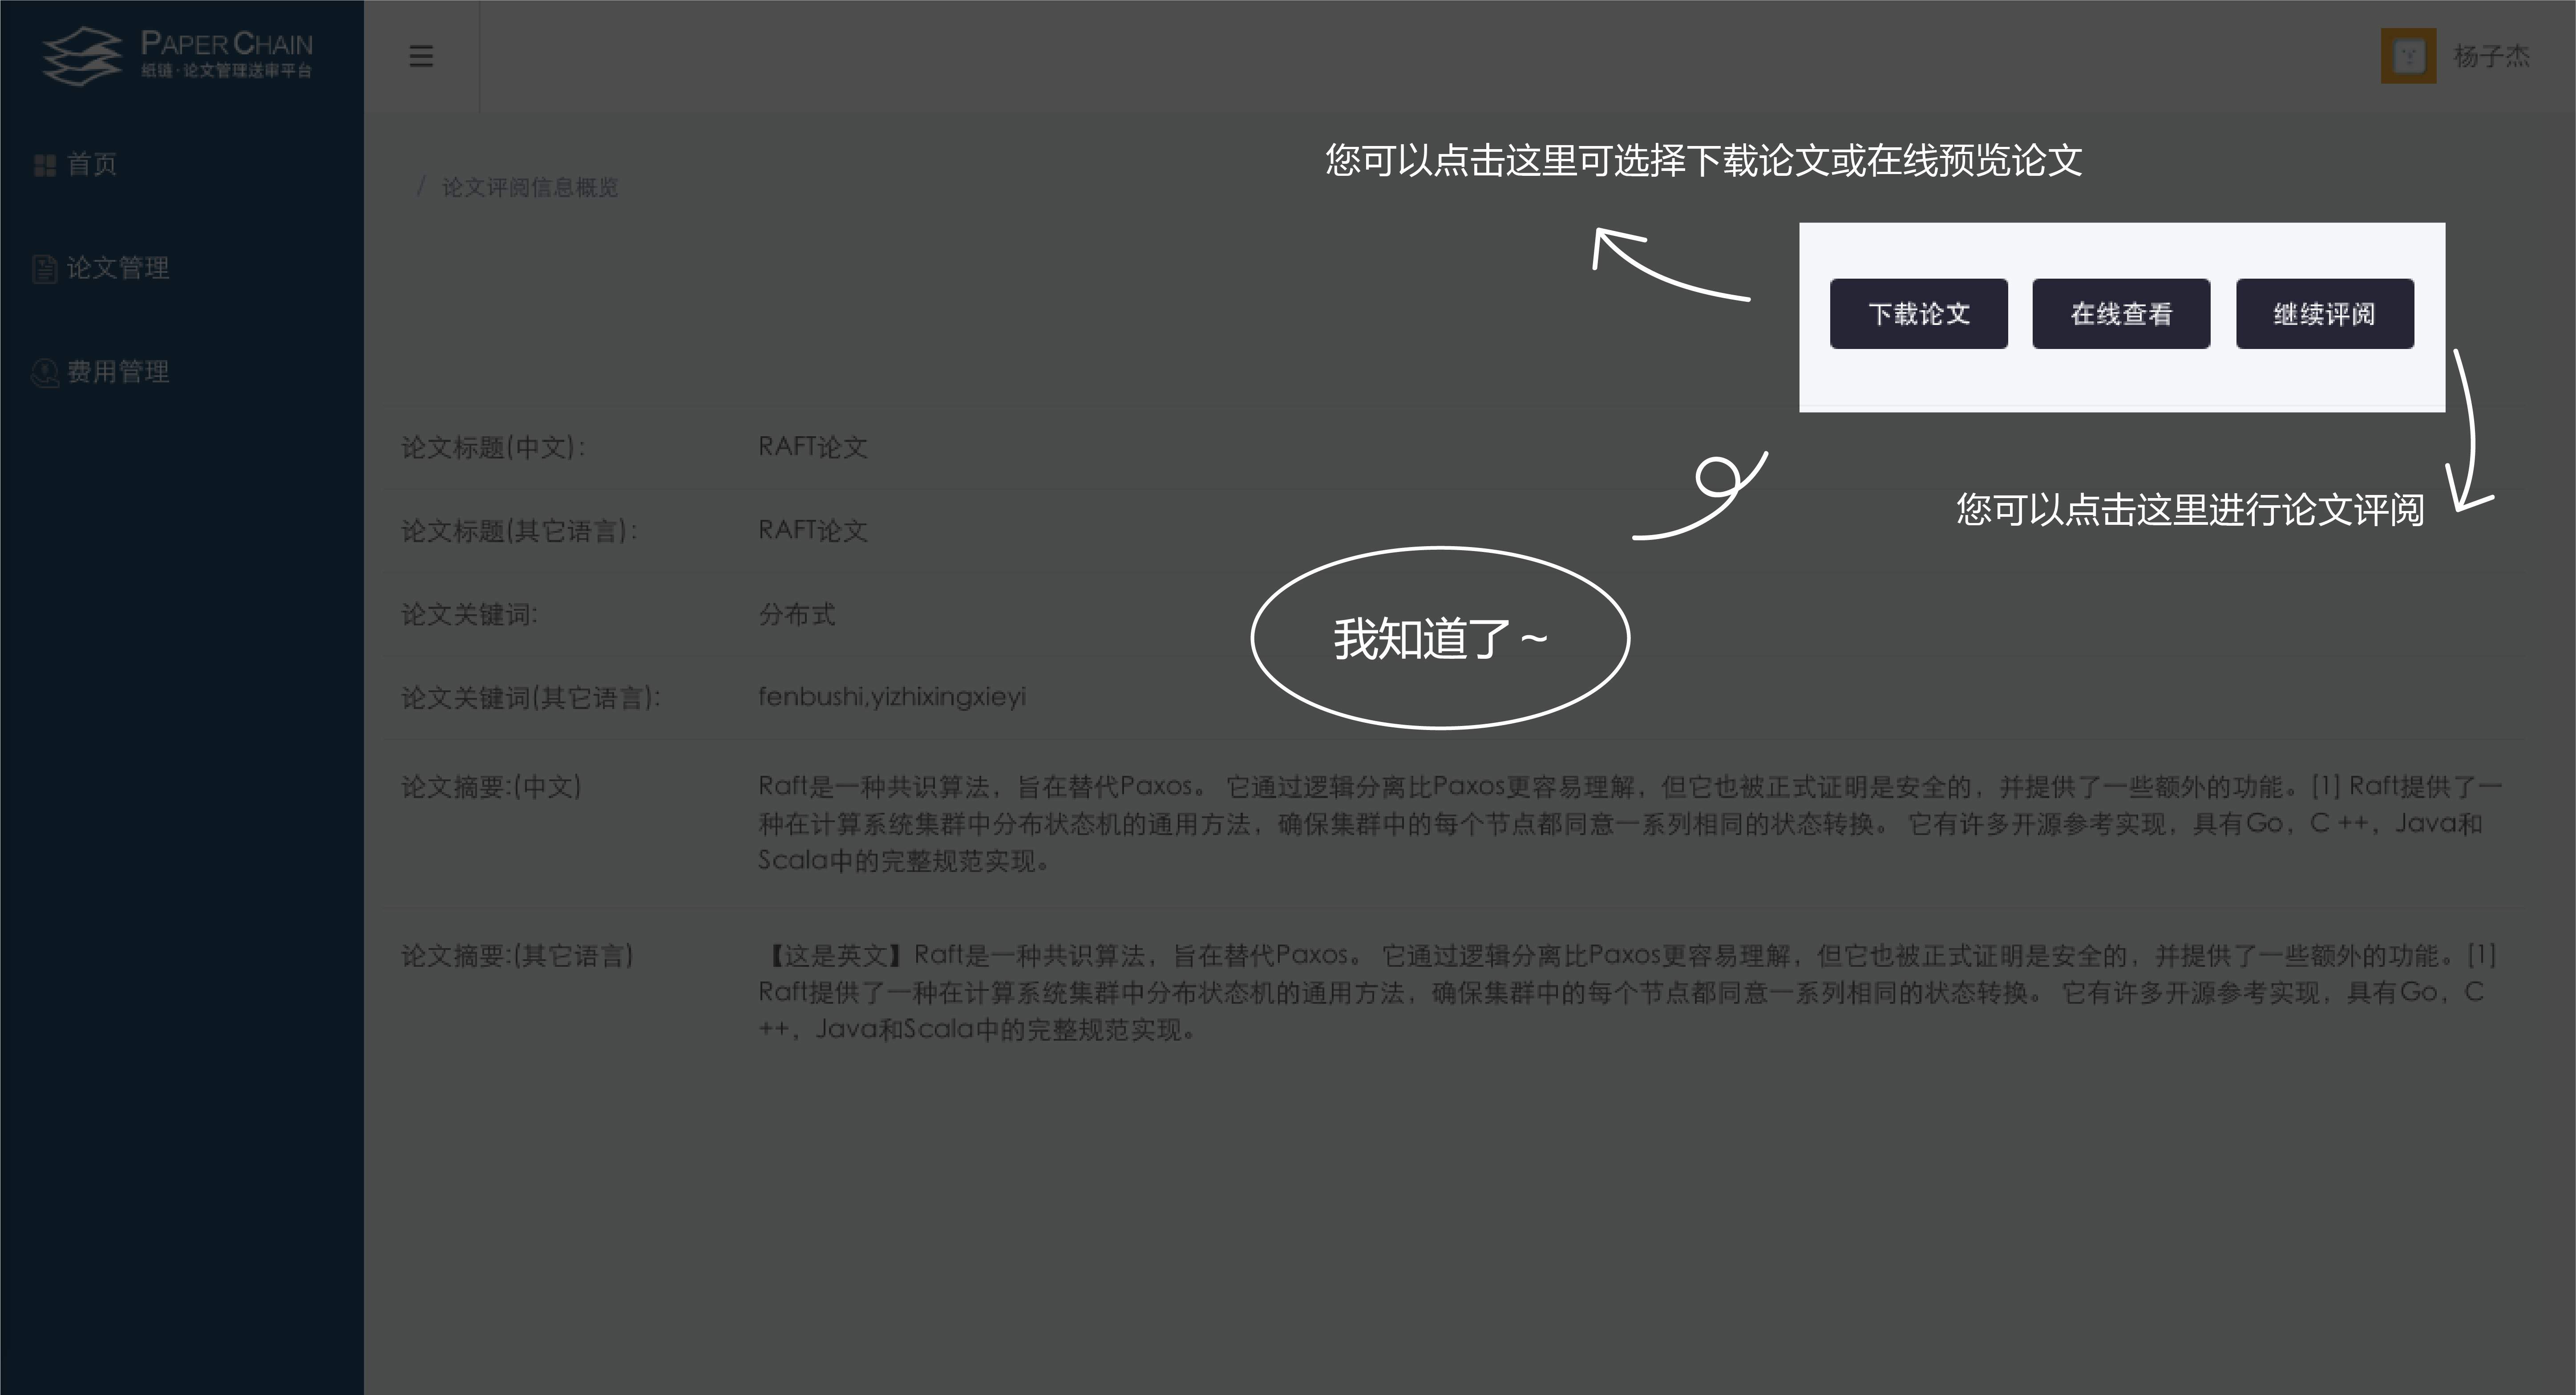 PAPER CHAIN
纸链·论文管理送审平台
杨子杰
首页
论文管理
费用管理
/ 论文评阅信息概览
您可以点击这里可选择下载论文或在线预览论文
下载论文 在线查看 继续评阅
您可以点击这里进行论文评阅
我知道了~
论文标题(中文): RAFT论文
论文标题(其它语言): RAFT论文
论文关键词: 分布式
论文关键词(其它语言): fenbushi,yizhixingxieyi
论文摘要:(中文) Raft是一种共识算法，旨在替代Paxos。 它通过逻辑分离比Paxos更容易理解，但它也被正式证明是安全的，并提供了一些额外的功能。[1] Raft提供了一
种在计算系统集群中分布状态机的通用方法，确保集群中的每个节点都同意一系列相同的状态转换。 它有许多开源参考实现，具有Go，C ++，Java和
Scala中的完整规范实现。
论文摘要:(其它语言) 【这是英文】Raft是一种共识算法，旨在替代Paxos。 它通过逻辑分离比Paxos更容易理解，但它也被正式证明是安全的，并提供了一些额外的功能。[1]
Raft提供了一种在计算系统集群中分布状态机的通用方法，确保集群中的每个节点都同意一系列相同的状态转换。 它有许多开源参考实现，具有Go，C
++，Java和Scala中的完整规范实现。